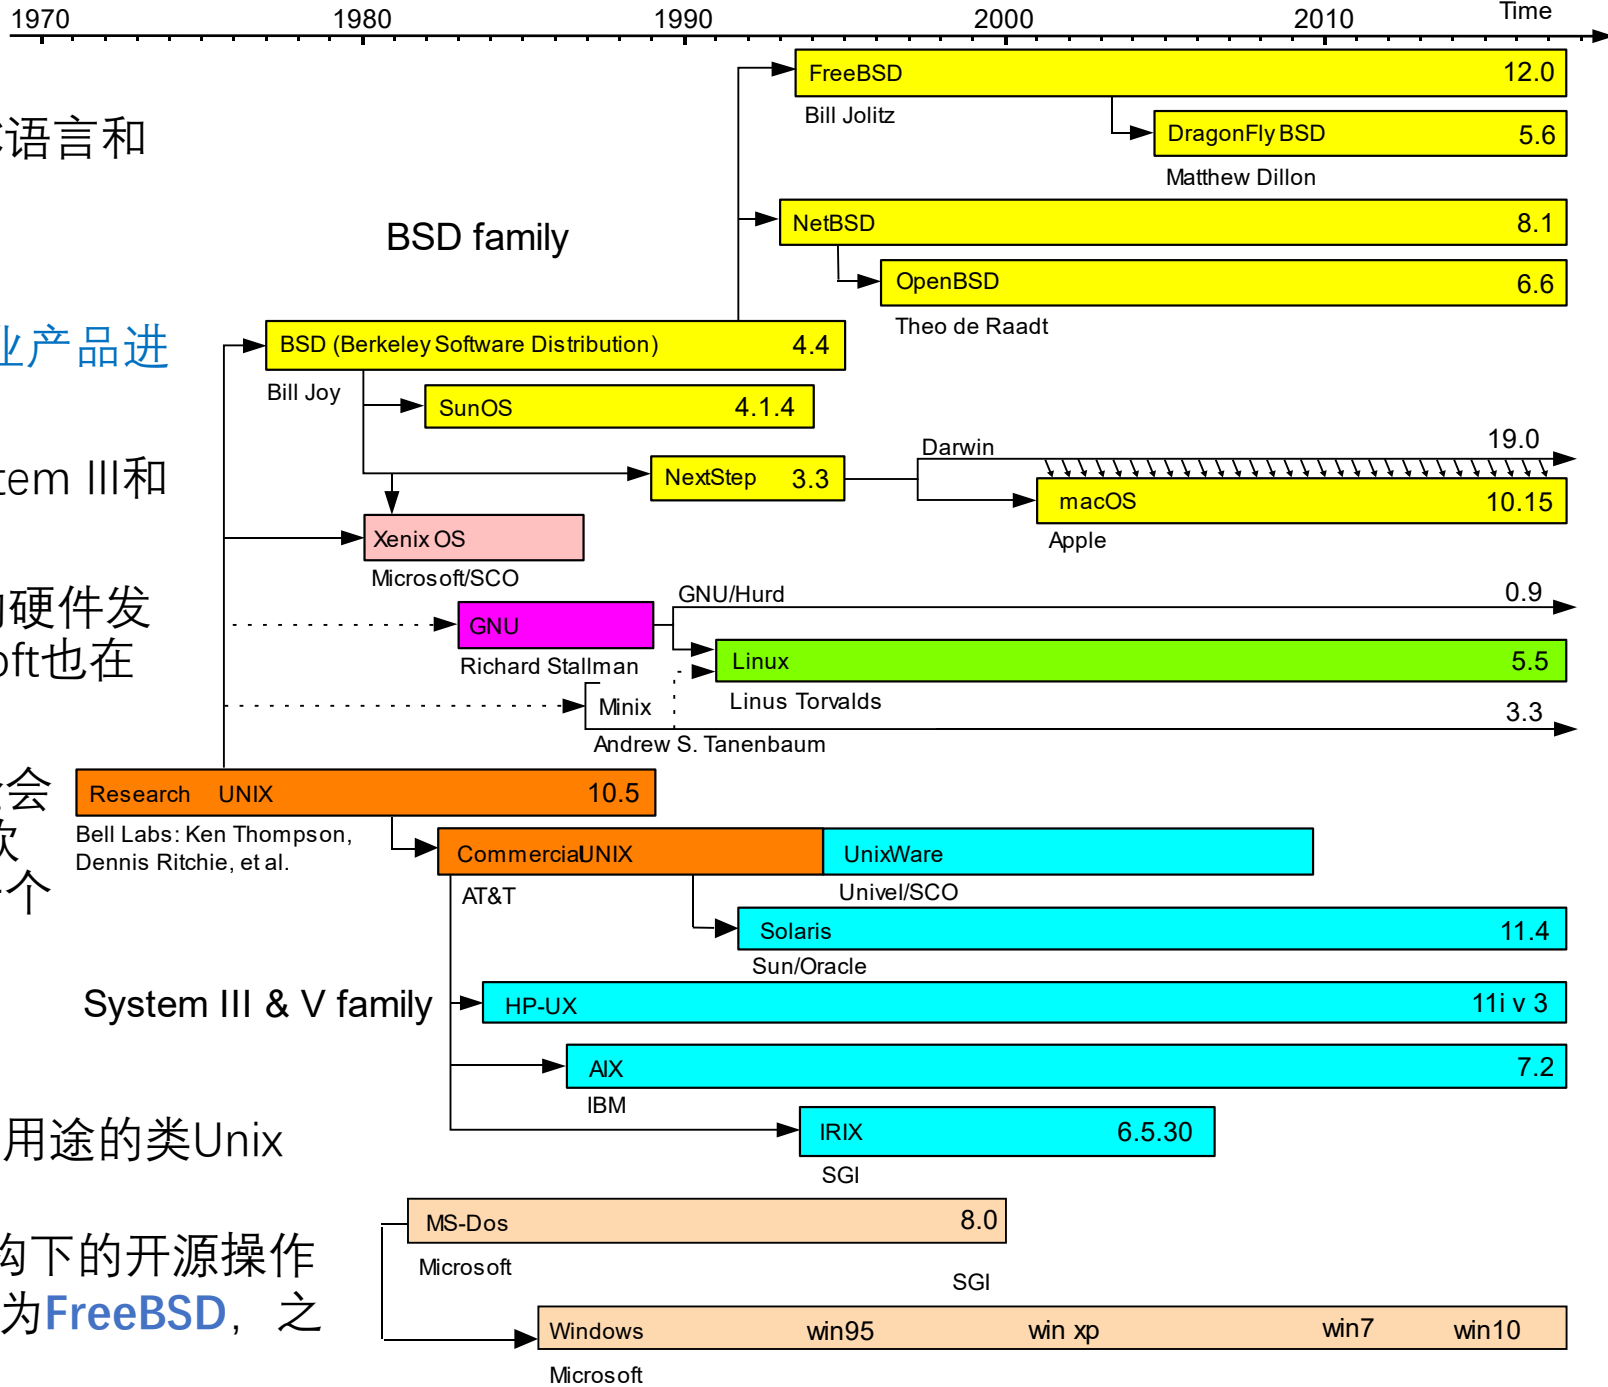 1970 1980 1990 2000 2010 Time
FreeBSD 12.0
Bill Jolitz
语言和
DragonFly BSD 5.6
Matthew Dillon
NetBSD 8.1
BSD family
OpenBSD 6.6
Theo de Raadt
业产品进
BSD (Berkeley Software Distribution) 4.4
Bill Joy
SunOS 4.1.4
Darwin 19.0
tem III和
NextStep 3.3
macOS 10.15
Apple
Xenix OS
Microsoft/SCO
GNU/Hurd 0.9
硬件发
GNU
Richard Stallman
oft也在
Linux 5.5
Linus Torvalds
Minix 3.3
Andrew S. Tanenbaum
会
Research UNIX 10.5
Bell Labs: Ken Thompson,
Dennis Ritchie, et al.
个
Commercial UNIX UnixWare
AT&T Univel/SCO
Solaris 11.4
Sun/Oracle
System III & V family
HP-UX 11i v 3
AIX 7.2
IBM
用途的类Unix
IRIX 6.5.30
SGI
MS-Dos 8.0
Microsoft
构下的开源操作
SGI
为FreeBSD，之
Windows win95 win xp win7 win10
Microsoft